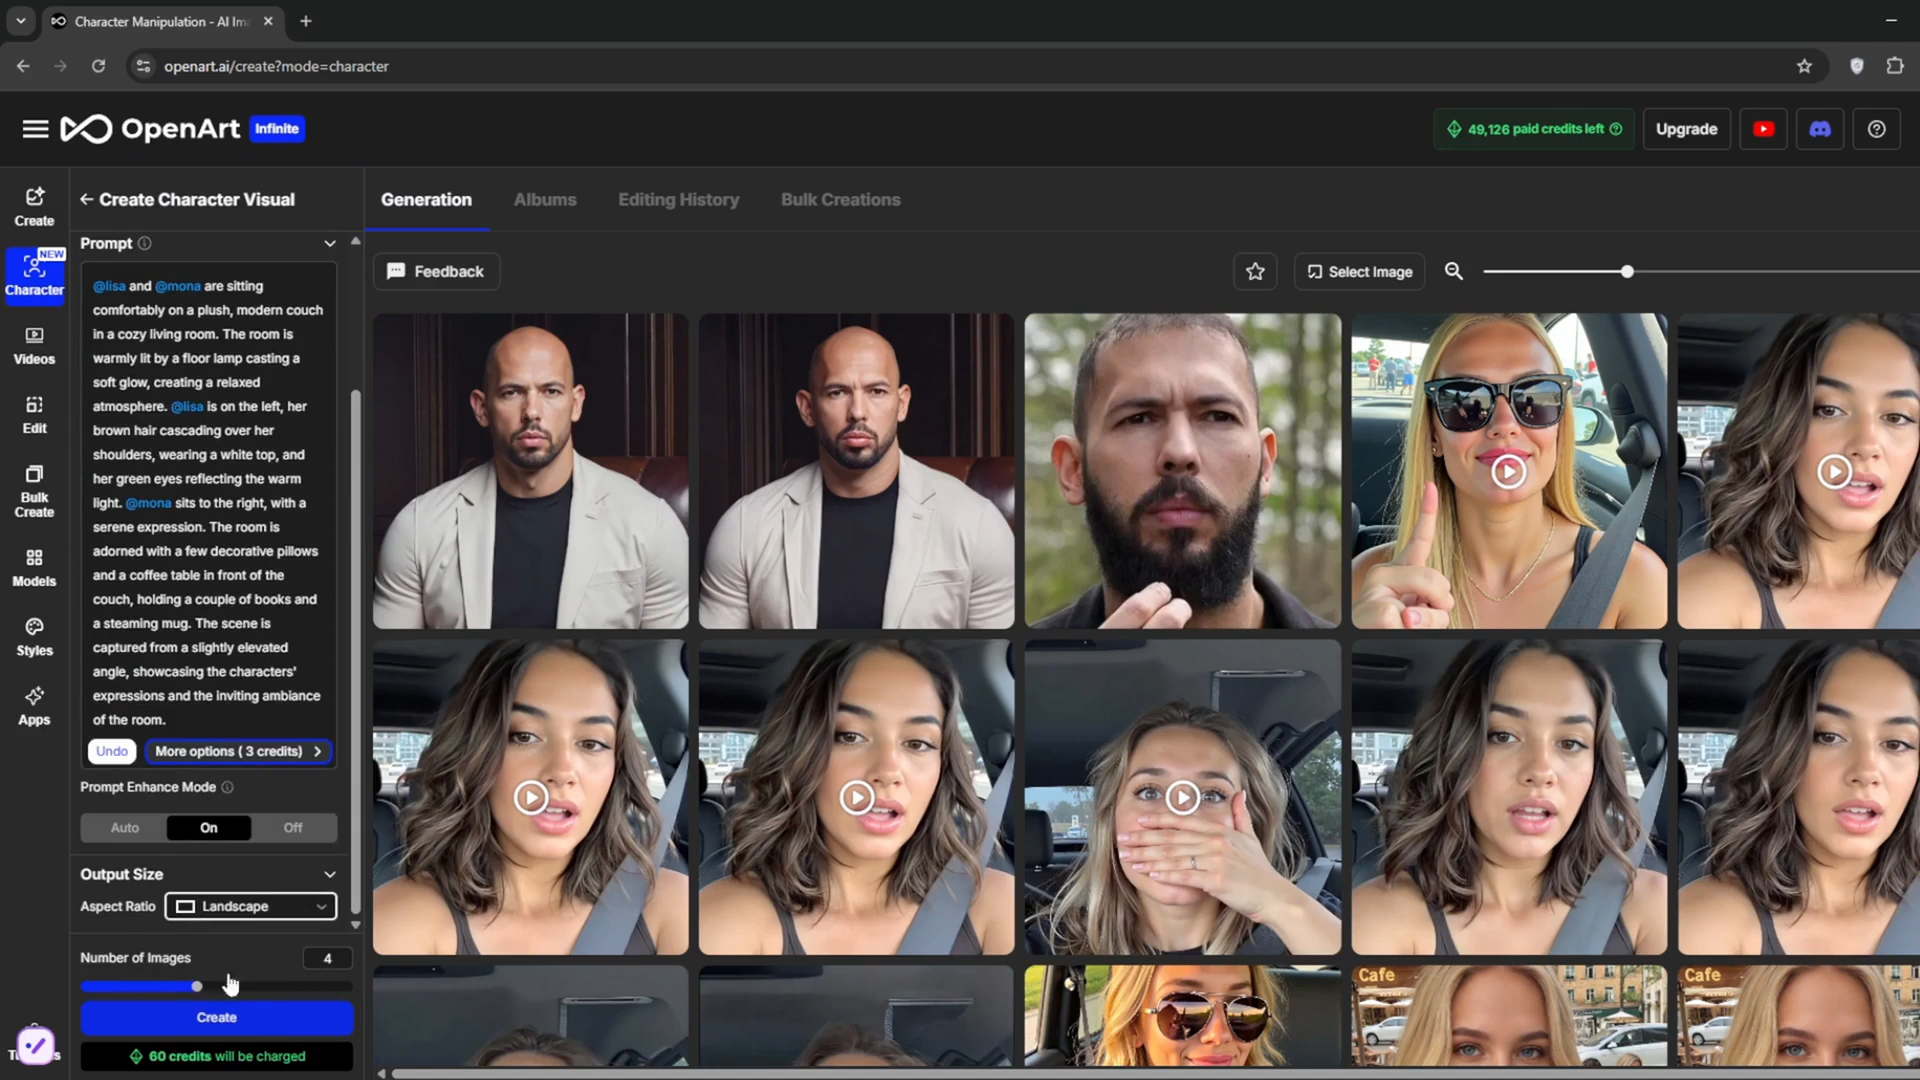 Character Manipulation - AI Im
openart.ai/create?mode=character
OpenArt
Infinite
49,126 paid credits left
Upgrade
Create
NEW
Character
Videos
Edit
Bulk
Create
Models
Styles
Apps
Create Character Visual
Prompt
@lisa and @mona are sitting
comfortably on a plush, modern couch
in a cozy living room. The room is
warmly lit by a floor lamp casting a
soft glow, creating a relaxed
atmosphere. @lisa is on the left, her
brown hair cascading over her
shoulders, wearing a white top, and
her green eyes reflecting the warm
light. @mona sits to the right, with a
serene expression. The room is
adorned with a few decorative pillows
and a coffee table in front of the
couch, holding a couple of books and
a steaming mug. The scene is
captured from a slightly elevated
angle, showcasing the characters'
expressions and the inviting ambiance
of the room.
Undo
More options ( 3 credits)
Prompt Enhance Mode
Auto
On
Off
Output Size
Aspect Ratio
Landscape
Number of Images
4
Create
60 credits will be charged
Generation
Albums
Editing History
Bulk Creations
Feedback
Select Image
Cafe
Cafe